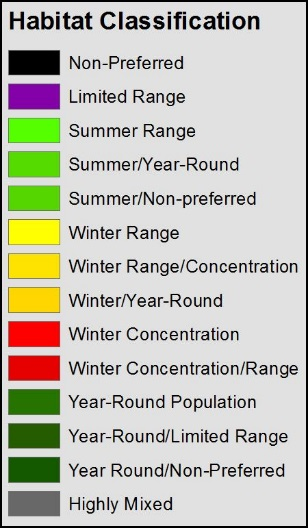 Habitat Classification
Non-Preferred
Limited Range
Summer Range
Summer/Year-Round
Summer/Non-preferred
Winter Range
Winter Range/Concentration
Winter/Year-Round
Winter Concentration
Winter Concentration/Range
Year-Round Population
Year-Round/Limited Range
Year Round/Non-Preferred
Highly Mixed